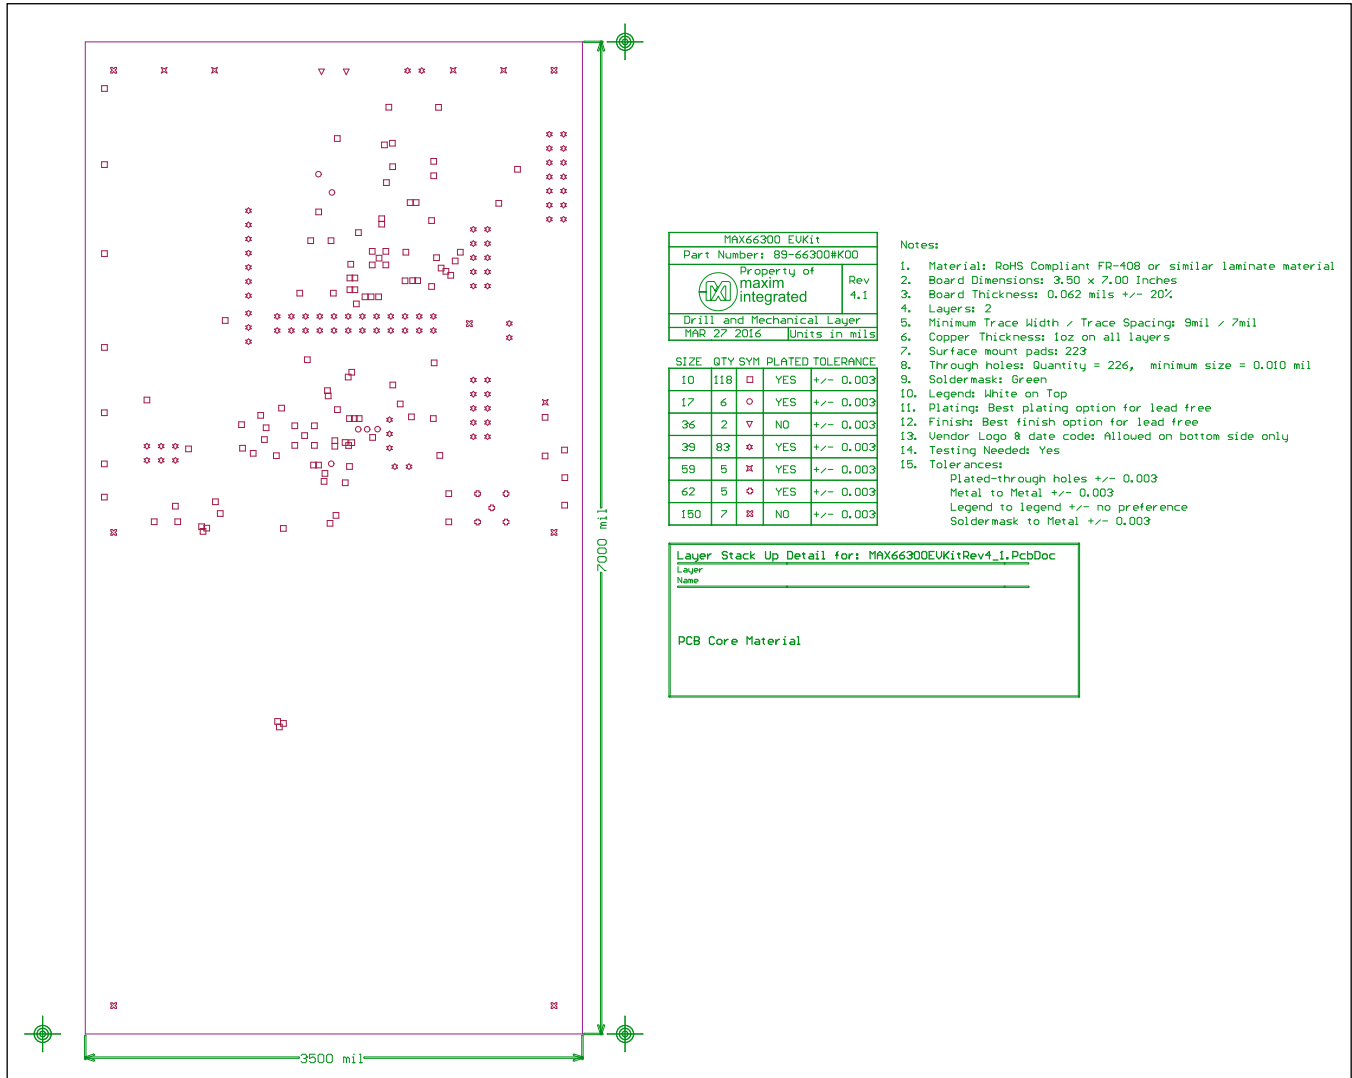 MAX66300 EVKit
Part Number: 89-66300#K00
Property of
maxim
integrated
Rev
4.1
Drill and Mechanical Layer
MAR 27 2016 Units in mils
SIZE QTY SYM PLATED TOLERANCE
10 118 YES +/- 0.003
17 6 YES +/- 0.003
36 2 NO +/- 0.003
39 83 YES +/- 0.003
59 5 YES +/- 0.003
62 5 YES +/- 0.003
150 7 NO +/- 0.003
Notes:
1. Material: RoHS Compliant FR-408 or similar laminate material
2. Board Dimensions: 3.50 x 7.00 Inches
3. Board Thickness: 0.062 mils +/- 20%
4. Layers: 2
5. Minimum Trace Width / Trace Spacing: 9mil / 7mil
6. Copper Thickness: 1oz on all layers
7. Surface mount pads: 223
8. Through holes: Quantity = 226, minimum size = 0.010 mil
9. Soldermask: Green
10. Legend: White on Top
11. Plating: Best plating option for lead free
12. Finish: Best finish option for lead free
13. Vendor Logo & date code: Allowed on bottom side only
14. Testing Needed: Yes
15. Tolerances:
Plated-through holes +/- 0.003
Metal to Metal +/- 0.003
Legend to legend +/- no preference
Soldermask to Metal +/- 0.003
Layer Stack Up Detail for: MAX66300EVKitRev4_1.PcbDoc
Layer
Name
PCB Core Material
7000 mil
3500 mil